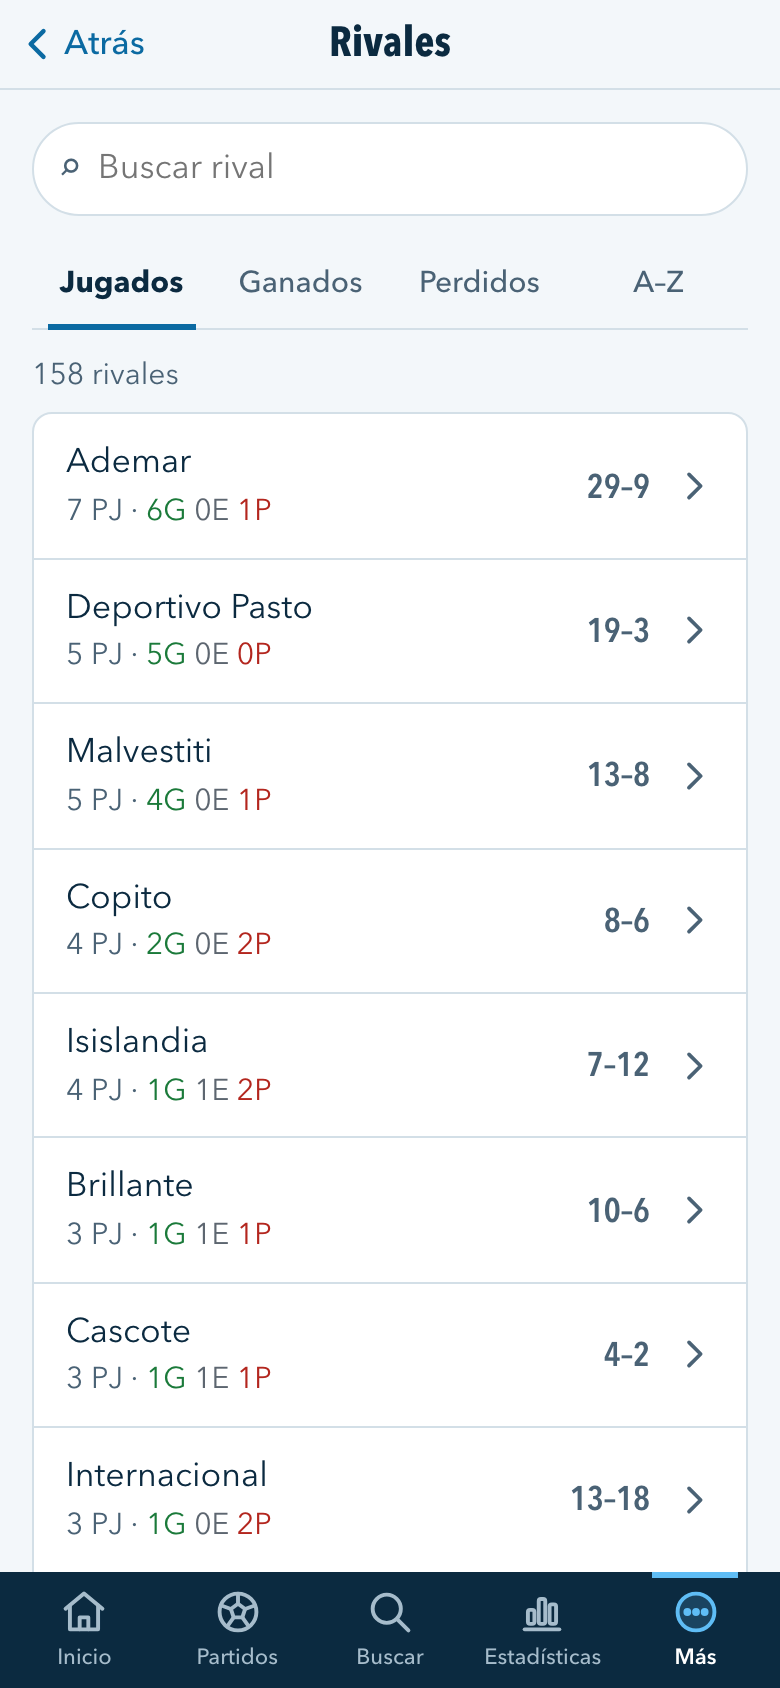 Atrás
Rivales
Buscar rival
Jugados Ganados Perdidos A–Z
158 rivales
Ademar
7 PJ · 6G 0E 1P
29–9
Deportivo Pasto
5 PJ · 5G 0E 0P
19–3
Malvestiti
5 PJ · 4G 0E 1P
13–8
Copito
4 PJ · 2G 0E 2P
8–6
Isislandia
4 PJ · 1G 1E 2P
7–12
Brillante
3 PJ · 1G 1E 1P
10–6
Cascote
3 PJ · 1G 1E 1P
4–2
Internacional
3 PJ · 1G 0E 2P
13–18
Inicio Partidos Buscar Estadísticas Más